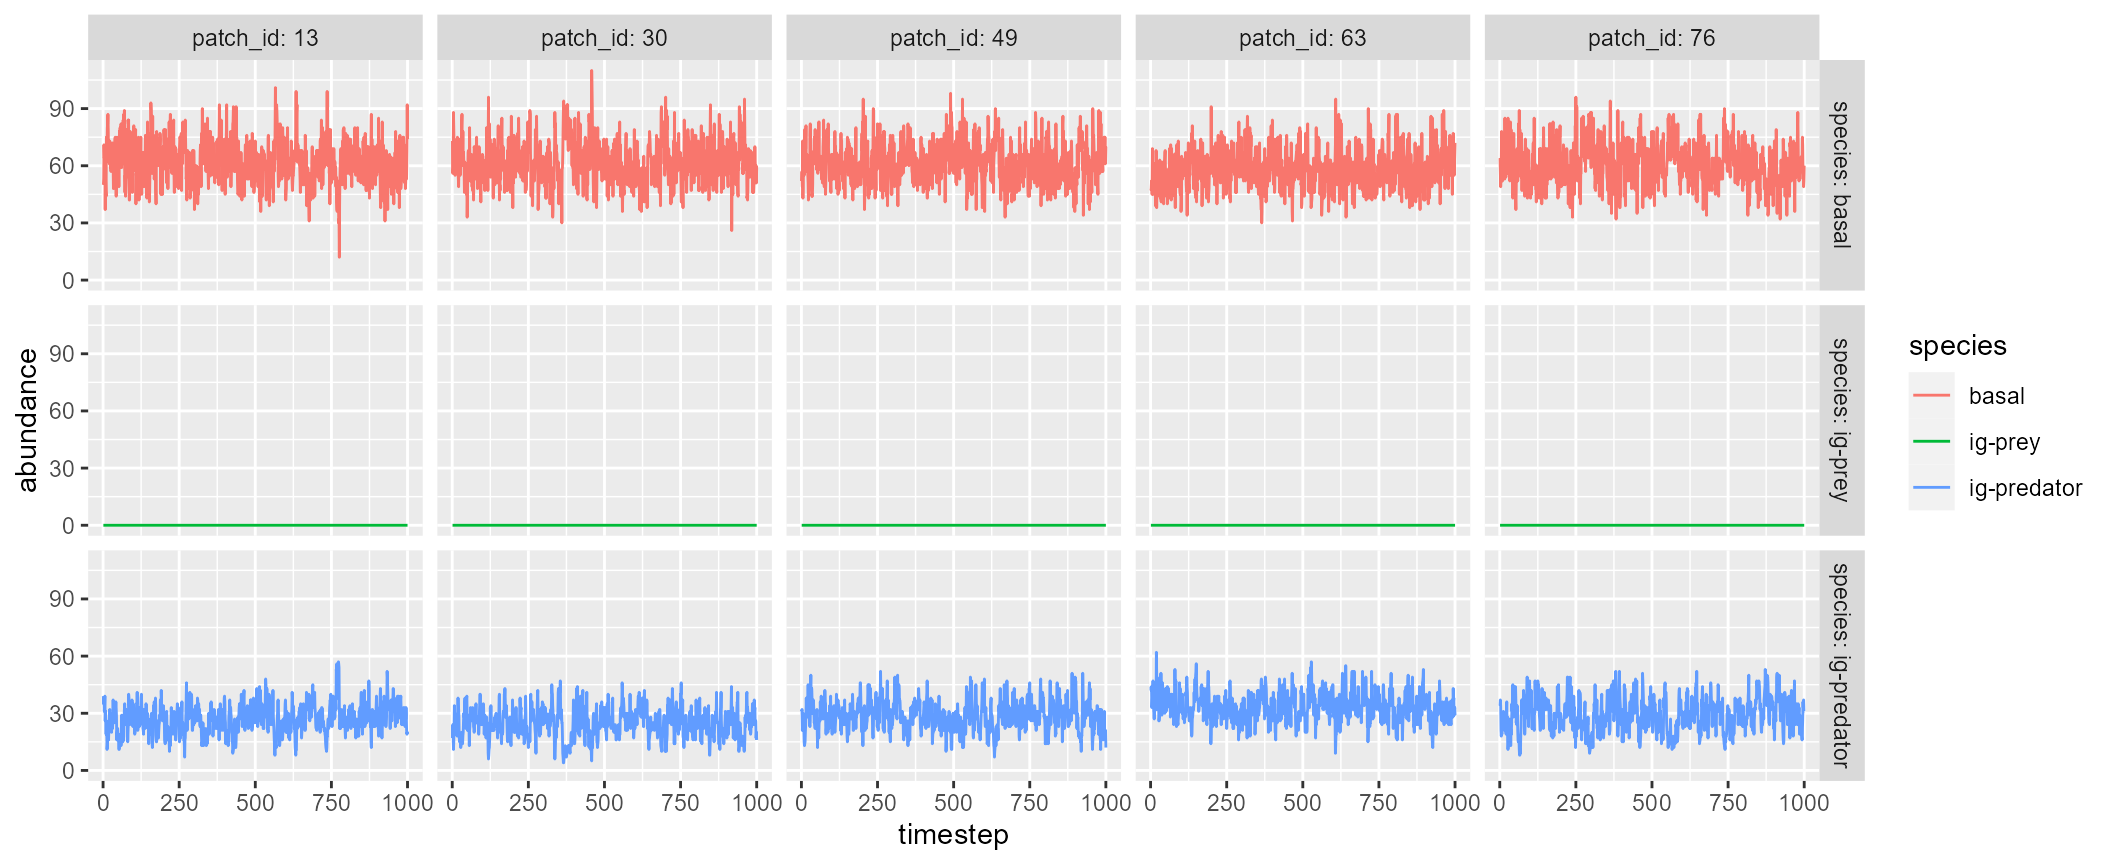 patch_id: 13
patch_id: 30
patch_id: 49
patch_id: 63
patch_id: 76
90
60
30
0
species: basal
90
60
30
0
species: ig-prey
90
60
30
0
species: ig-predator
abundance
0 250 500 750 1000
0 250 500 750 1000
0 250 500 750 1000
0 250 500 750 1000
0 250 500 750 1000
timestep
species
basal
ig-prey
ig-predator